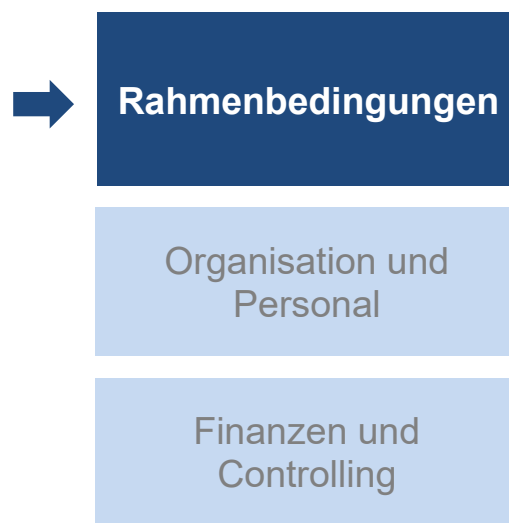 Rahmenbedingungen
Organisation und
Personal
Finanzen und
Controlling